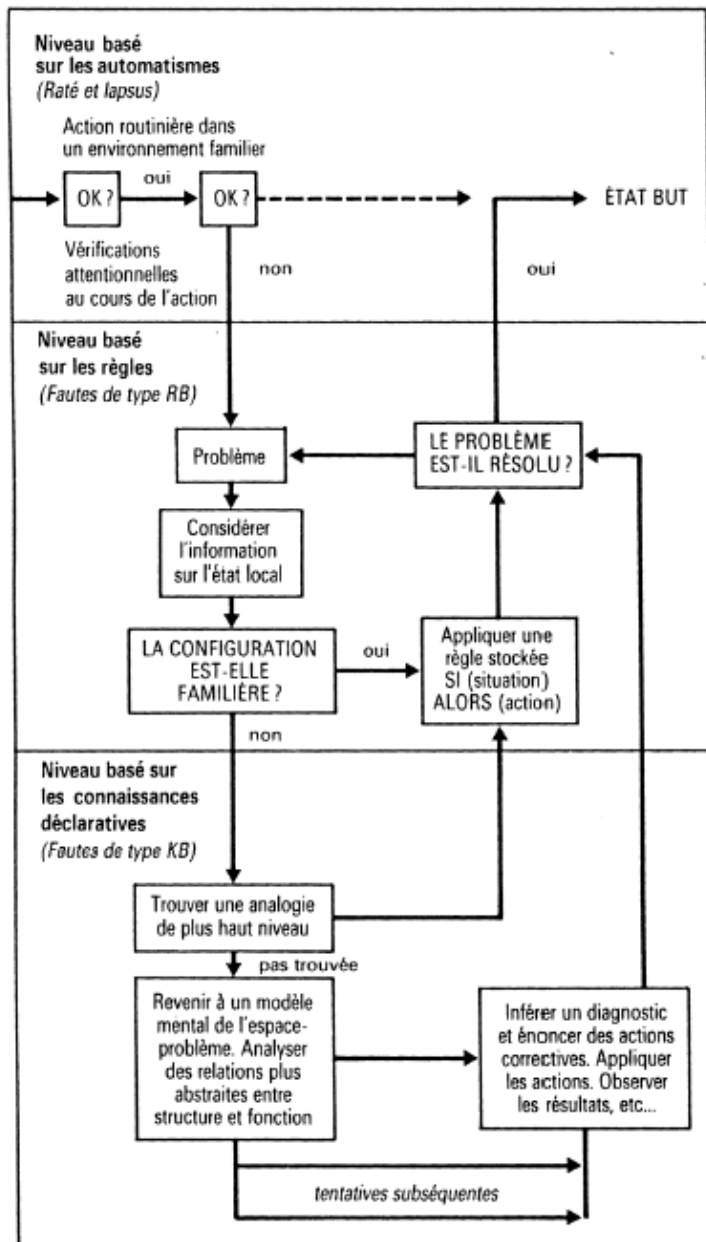 Niveau basé
sur les automatismes
(Raté et lapsus)
Action routinière dans
un environnement familier
OK ?
oui
OK ?
ÉTAT BUT
Vérifications
attentionnelles
au cours de l'action
non
oui
Niveau basé
sur les règles
(Fautes de type RB)
Problème
LE PROBLÈME
EST-IL RÉSOLU ?
Considérer
l'information
sur l'état local
LA CONFIGURATION
EST-ELLE
FAMILIÈRE ?
oui
Appliquer une
règle stockée
SI (situation)
ALORS (action)
non
Niveau basé sur
les connaissances
déclaratives
(Fautes de type KB)
Trouver une analogie
de plus haut niveau
pas trouvée
Revenir à un modèle
mental de l'espace-
problème. Analyser
des relations plus
abstraites entre
structure et fonction
Inférer un diagnostic
et énoncer des actions
correctives. Appliquer
les actions. Observer
les résultats, etc...
tentatives subséquentes